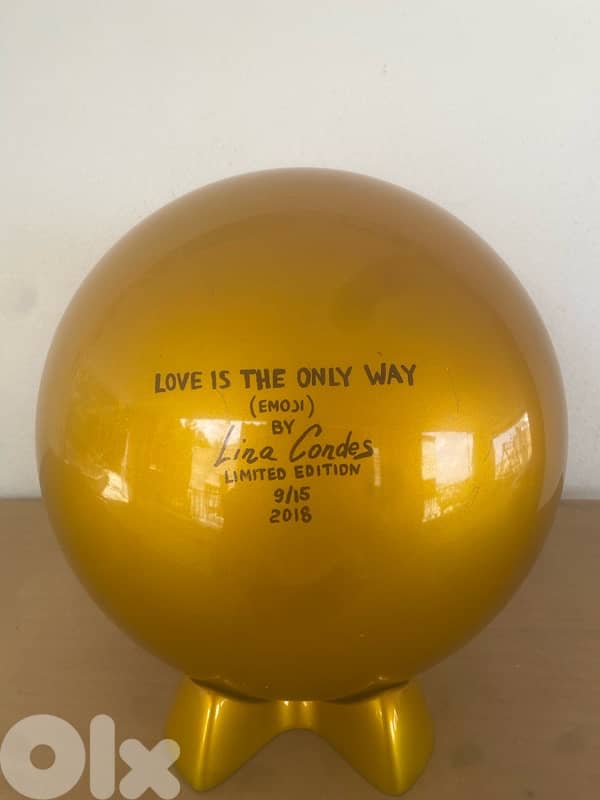 LOVE IS THE ONLY WAY
(EMOJI)
BY
Lina Condes
LIMITED EDITION
9/15
2018
Olx